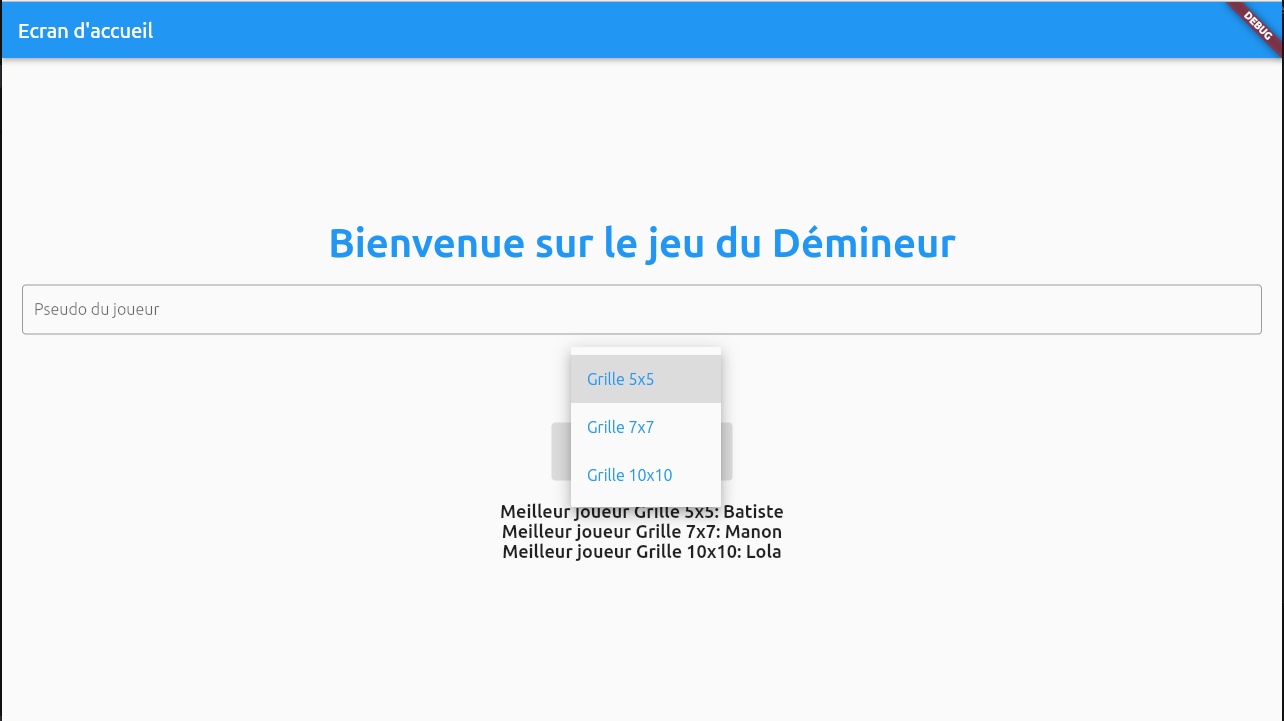 Ecran d'accueil
DEBUG
Bienvenue sur le jeu du Démineur
Pseudo du joueur
Grille 5x5
Grille 7x7
Grille 10x10
Meilleur joueur Grille 5x5: Batiste
Meilleur joueur Grille 7x7: Manon
Meilleur joueur Grille 10x10: Lola